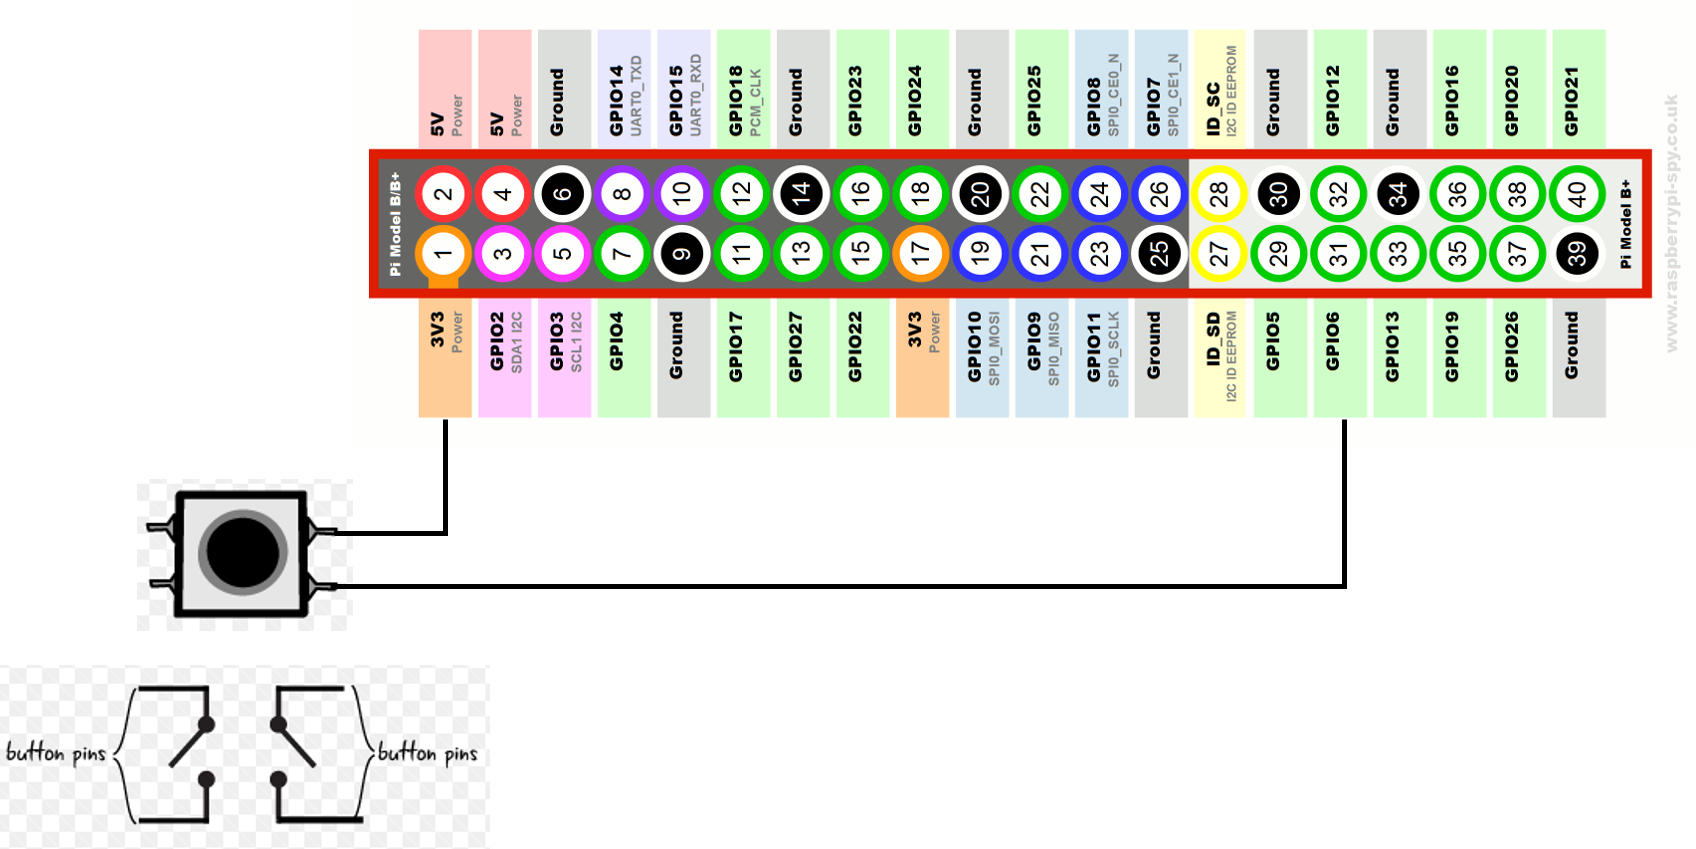 5V
Power
5V
Power
Ground
GPIO14
UART0_TXD
GPIO15
UART0_RXD
GPIO18
PCM_CLK
Ground
GPIO23
GPIO24
Ground
GPIO25
GPIO8
SPI0_CE0_N
GPIO7
SPI0_CE1_N
ID_SC
I2C ID EEPROM
Ground
GPIO12
Ground
GPIO16
GPIO20
GPIO21
Pi Model B/B+
2 4 6 8 10 12 14 16 18 20 22 24 26 28 30 32 34 36 38 40
1 3 5 7 9 11 13 15 17 19 21 23 25 27 29 31 33 35 37 39
Pi Model B+
3V3
Power
GPIO2
SDA1 I2C
GPIO3
SCL1 I2C
GPIO4
Ground
GPIO17
GPIO27
GPIO22
3V3
Power
GPIO10
SPI0_MOSI
GPIO9
SPI0_MISO
GPIO11
SPI0_SCLK
Ground
ID_SD
I2C ID EEPROM
GPIO5
GPIO6
GPIO13
GPIO19
GPIO26
Ground
www.raspberrypi-spy.co.uk
button pins
button pins